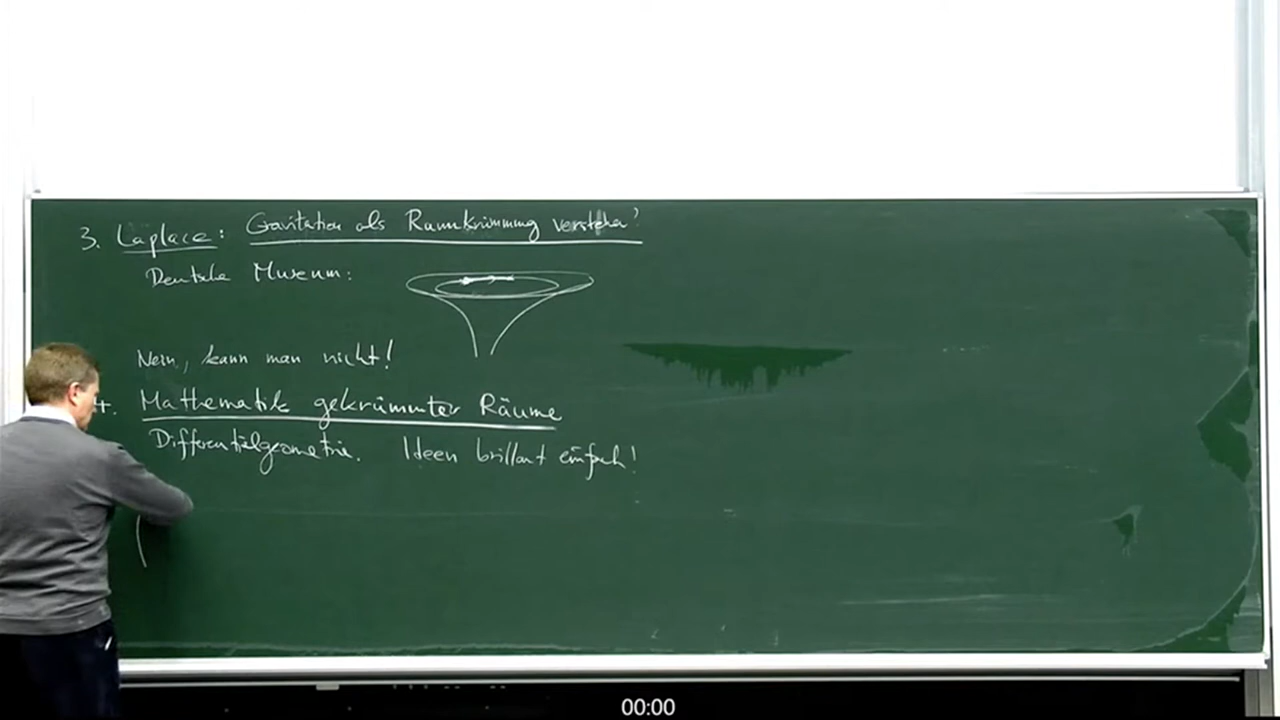 3. Laplace: Gravitation als Raumkrümmung verstehen?
Deutsche Museum:
Nein, kann man nicht!
4. Mathematik gekrümmter Räume
Differentialgeometrie. Ideen brillant einfach!
00:00